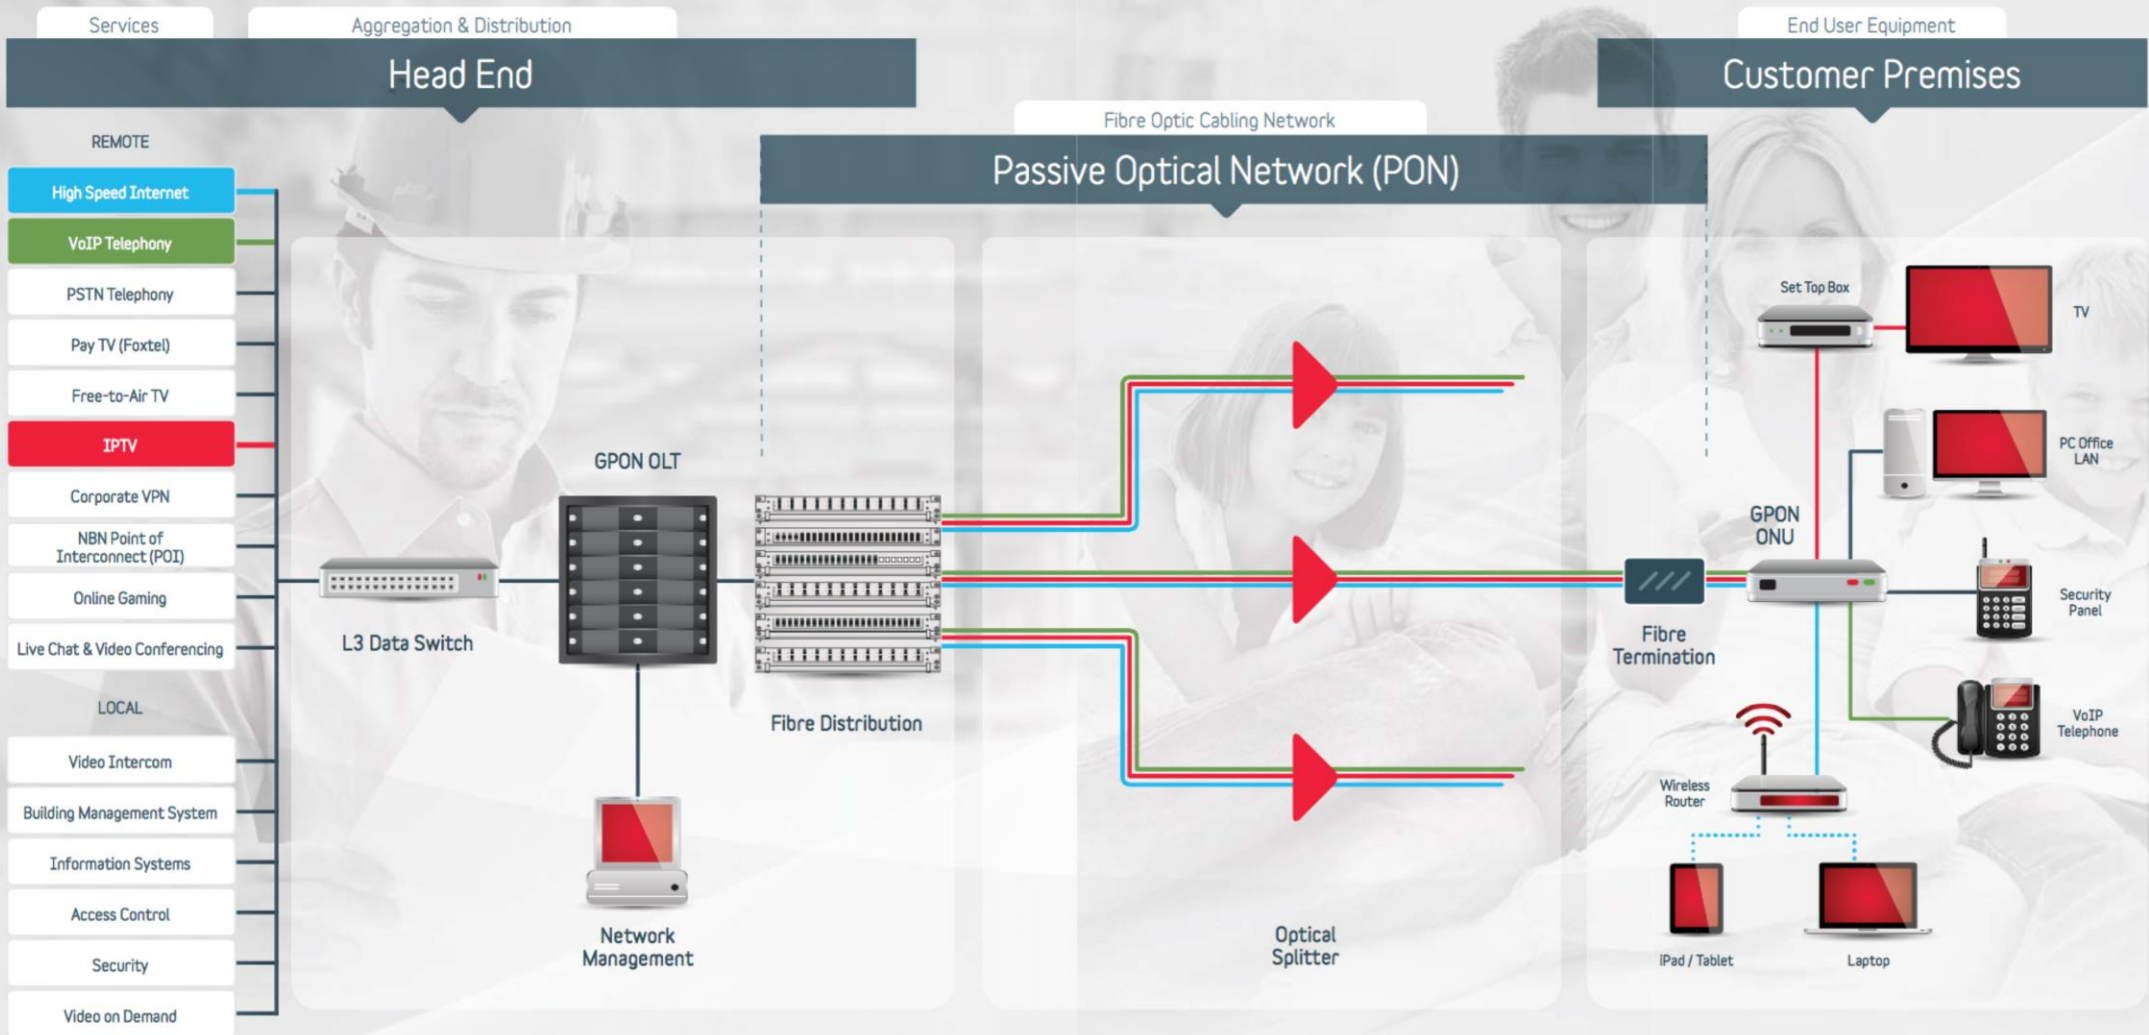 Services
Aggregation & Distribution
End User Equipment
Head End
Customer Premises
Fibre Optic Cabling Network
Passive Optical Network (PON)
REMOTE
High Speed Internet
VoIP Telephony
PSTN Telephony
Pay TV (Foxtel)
Free-to-Air TV
IPTV
Corporate VPN
NBN Point of
Interconnect (POI)
Online Gaming
Live Chat & Video Conferencing
LOCAL
Video Intercom
Building Management System
Information Systems
Access Control
Security
Video on Demand
L3 Data Switch
GPON OLT
Network
Management
Fibre Distribution
Optical
Splitter
Fibre
Termination
GPON
ONU
Set Top Box
TV
PC Office
LAN
Security
Panel
VoIP
Telephone
Wireless
Router
iPad / Tablet
Laptop